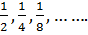 1/2, 1/4, 1/8, … ….